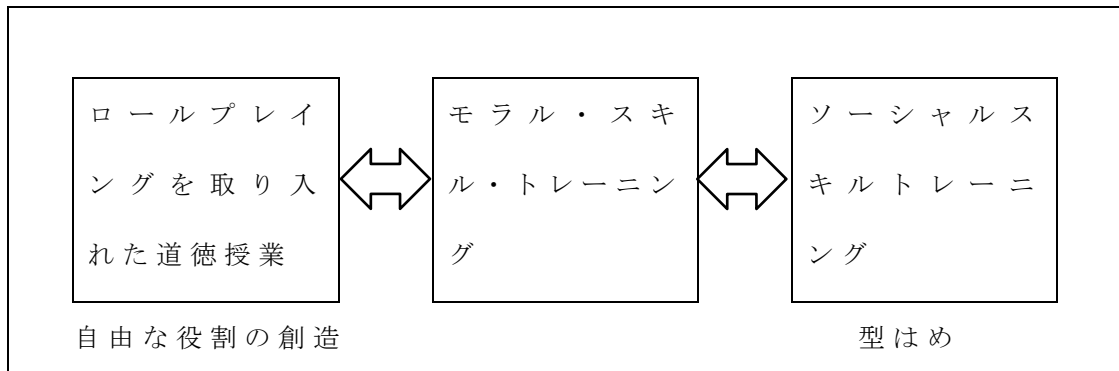 ロールプレイ
ングを取り入
れた道徳授業
モラル・スキ
ル・トレーニン
グ
ソーシャルス
キルトレーニ
ング
自由な役割の創造
型はめ